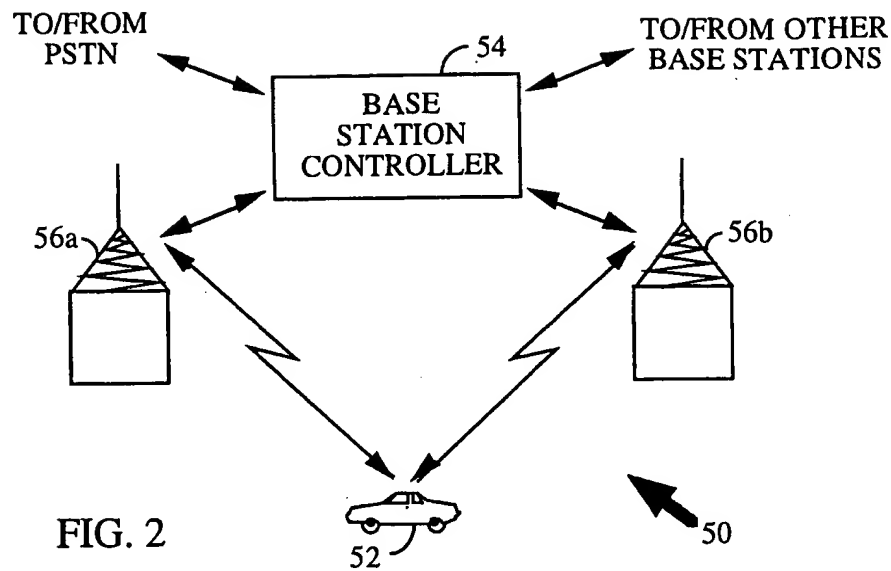 TO/FROM
PSTN
54
TO/FROM OTHER
BASE STATIONS
BASE
STATION
CONTROLLER
56a
56b
FIG. 2
52
50